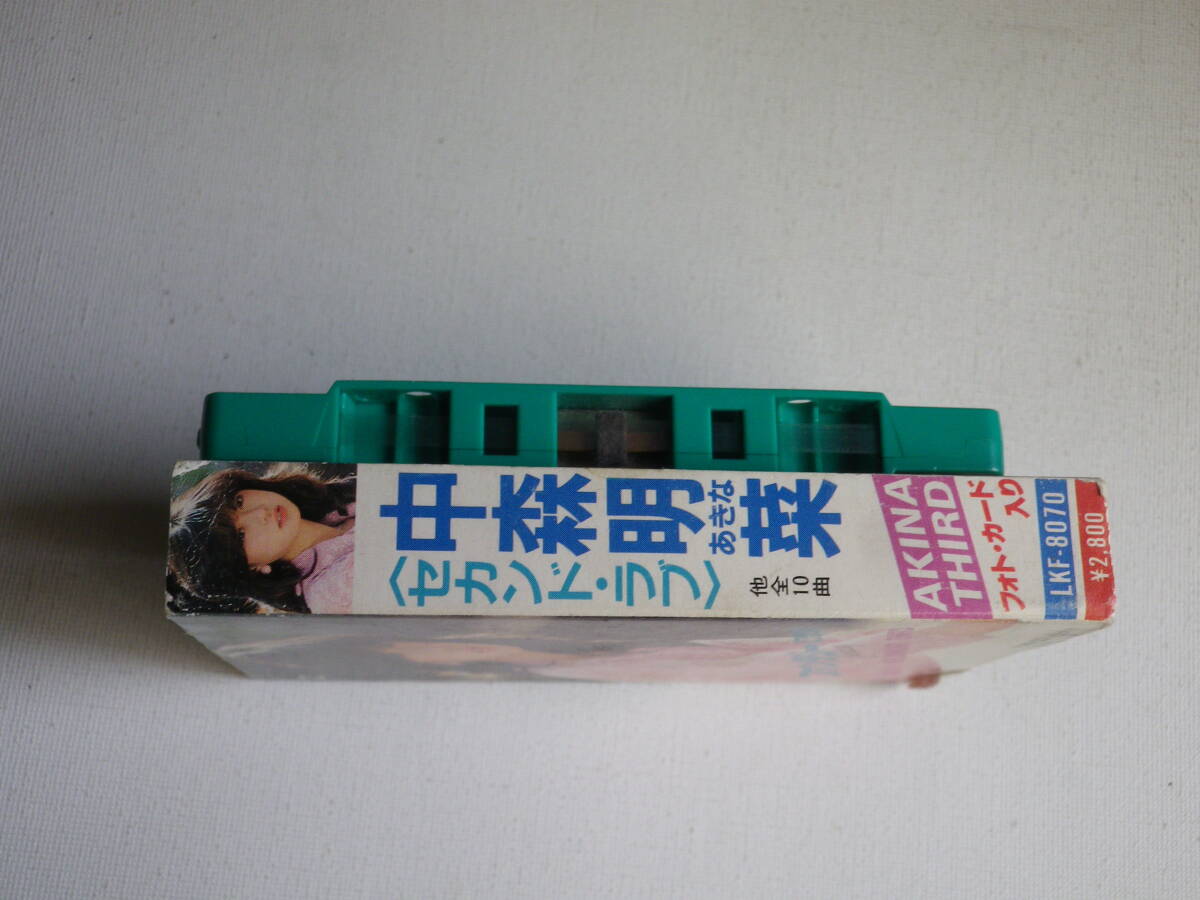 中森明菜
あきな
〈セカンド・ラブ〉
他全10曲
AKINA
THIRD
フォト・カード
入り
LKF-8070
¥2,800